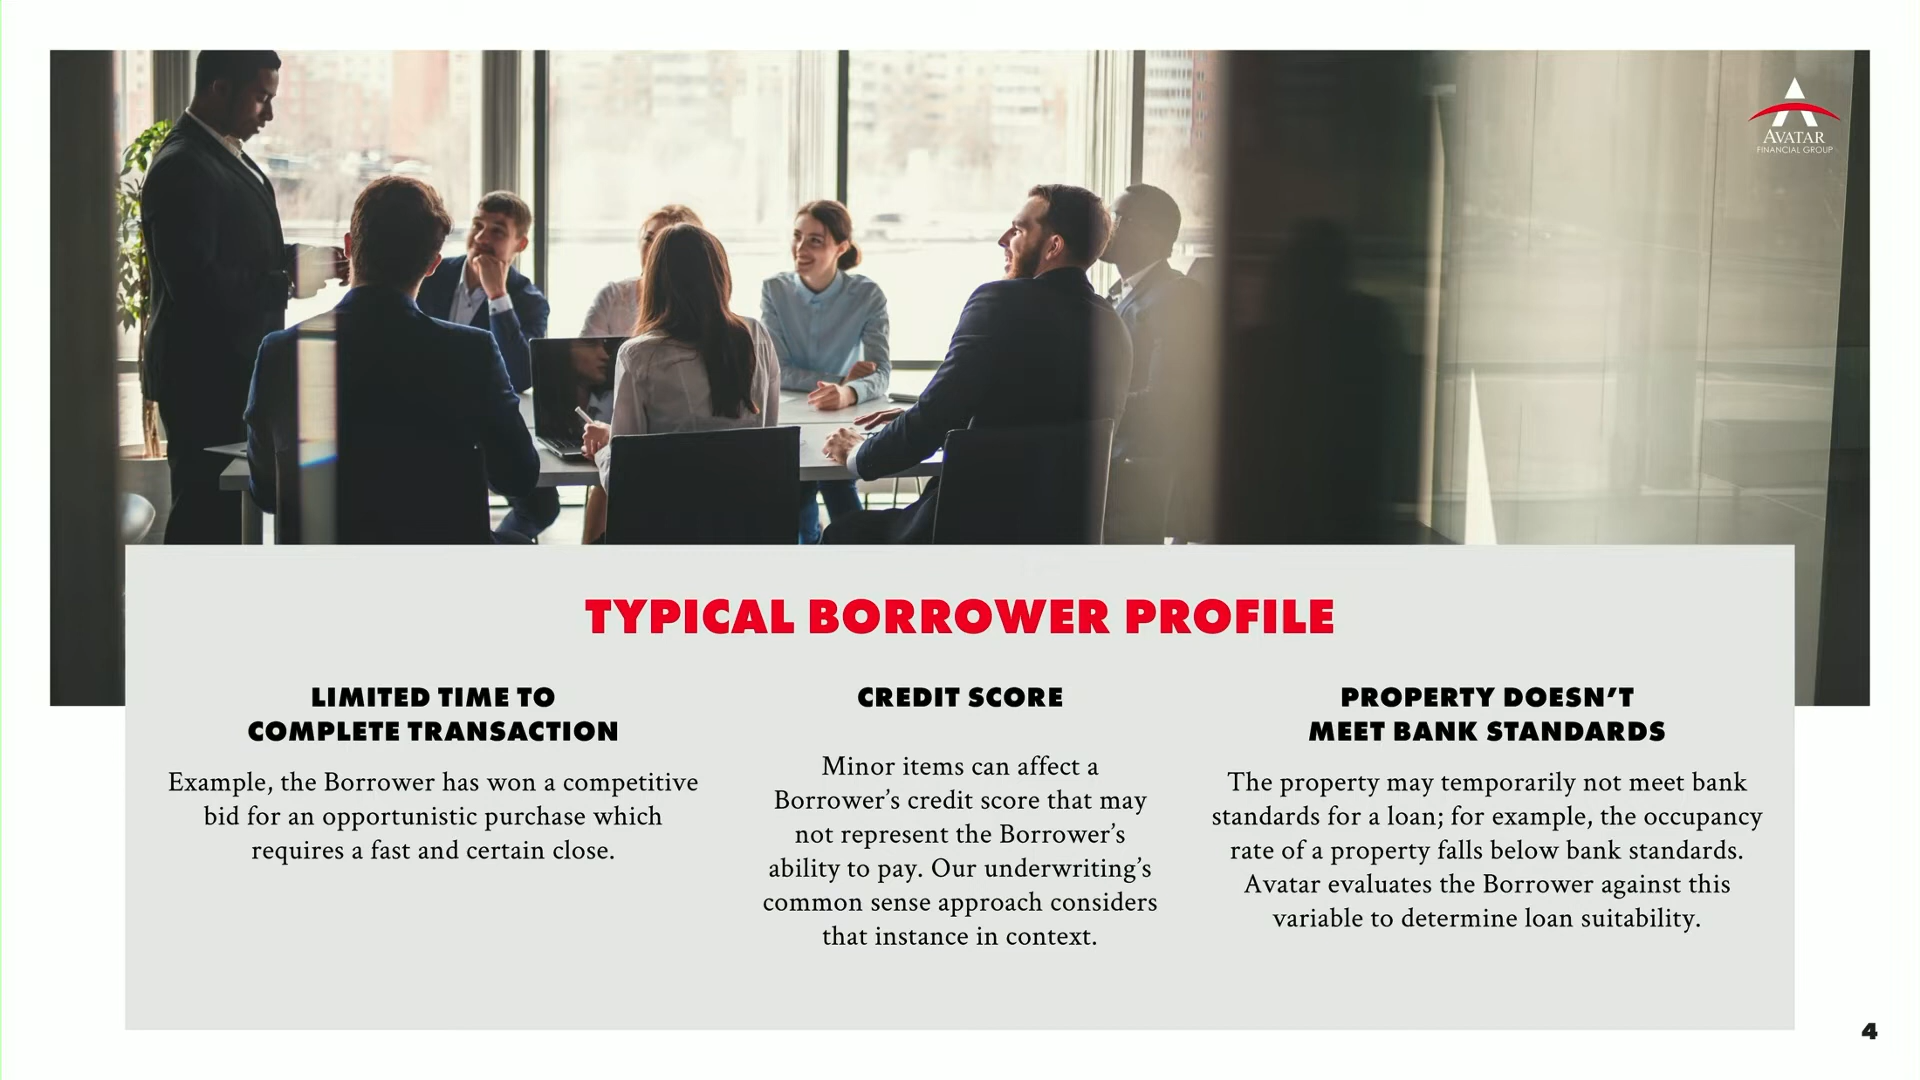 AVATAR
FINANCIAL GROUP
TYPICAL BORROWER PROFILE
LIMITED TIME TO
COMPLETE TRANSACTION
Example, the Borrower has won a competitive
bid for an opportunistic purchase which
requires a fast and certain close.
CREDIT SCORE
Minor items can affect a
Borrower’s credit score that may
not represent the Borrower’s
ability to pay. Our underwriting’s
common sense approach considers
that instance in context.
PROPERTY DOESN’T
MEET BANK STANDARDS
The property may temporarily not meet bank
standards for a loan; for example, the occupancy
rate of a property falls below bank standards.
Avatar evaluates the Borrower against this
variable to determine loan suitability.
4